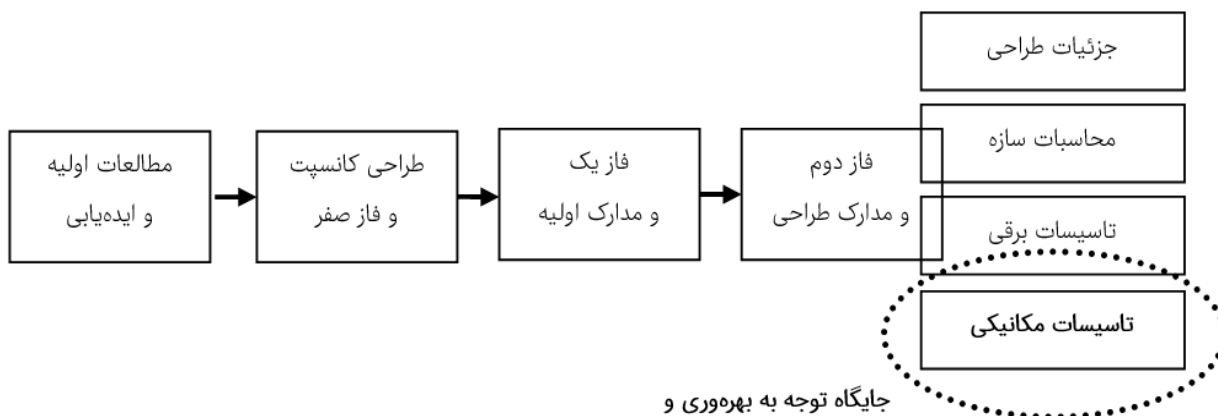 مطالعات اولیه
و ایده‌یابی
طراحی کانسپت
و فاز صفر
فاز یک
و مدارک اولیه
فاز دوم
و مدارک طراحی
جزئیات طراحی
محاسبات سازه
تاسیسات برقی
تاسیسات مکانیکی
جایگاه توجه به بهره‌وری و